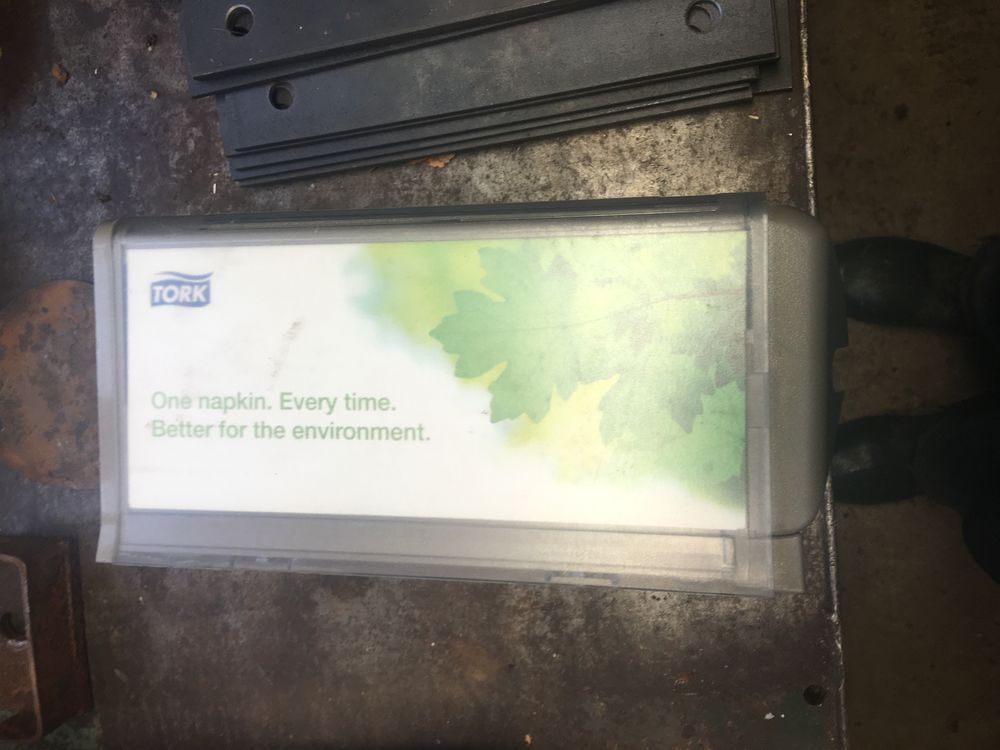 TORK
One napkin. Every time.
Better for the environment.